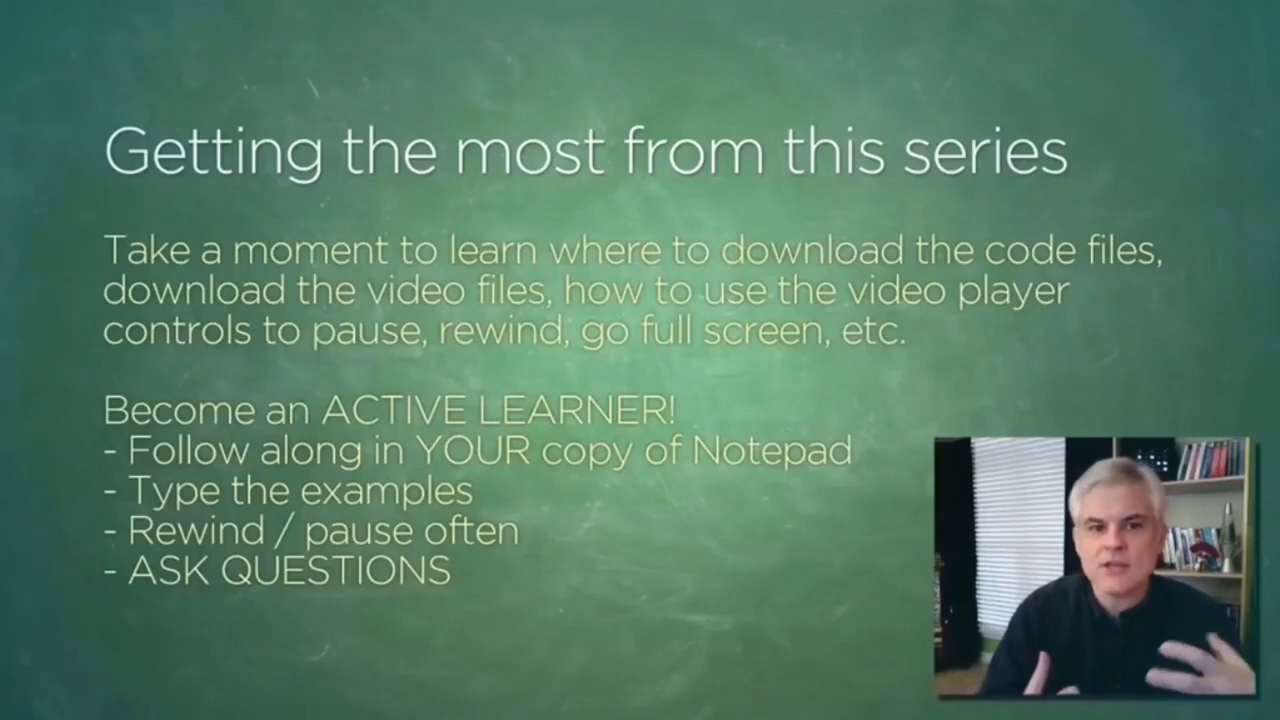 Getting the most from this series
Take a moment to learn where to download the code files,
download the video files, how to use the video player
controls to pause, rewind, go full screen, etc.
Become an ACTIVE LEARNER!
- Follow along in YOUR copy of Notepad
- Type the examples
- Rewind / pause often
- ASK QUESTIONS